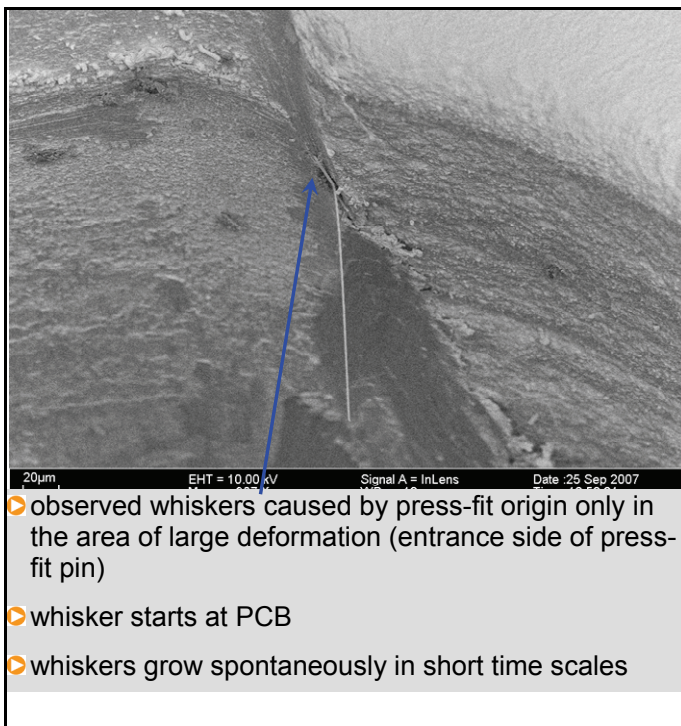 20µm
EHT = 10.00 kV
Signal A = InLens
Date :25 Sep 2007
observed whiskers caused by press-fit origin only in
the area of large deformation (entrance side of press-
fit pin)
whisker starts at PCB
whiskers grow spontaneously in short time scales